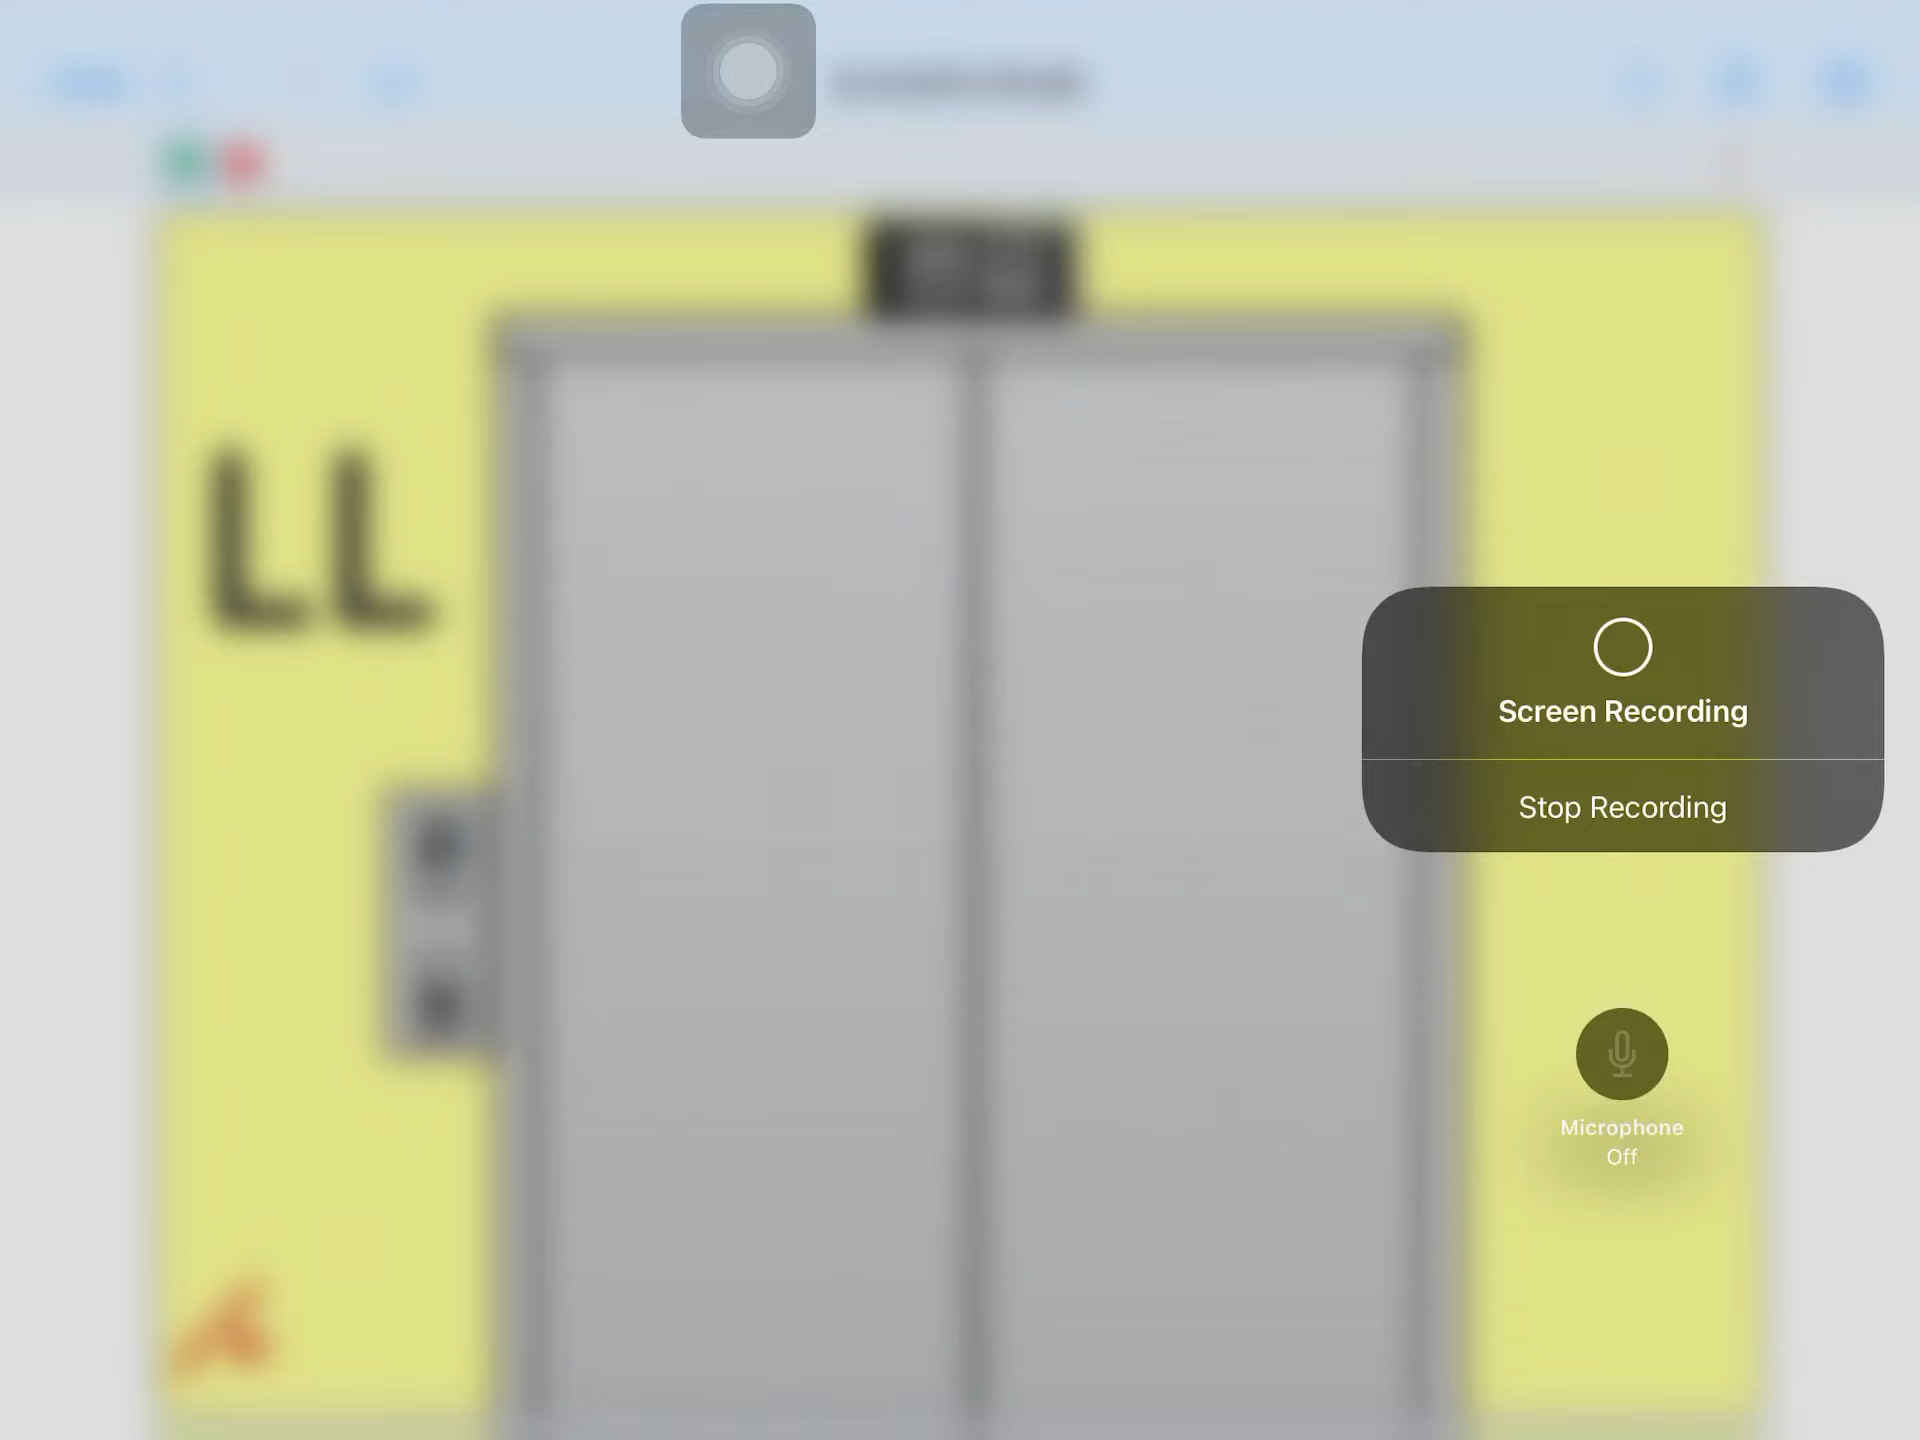 LL
Screen Recording
Stop Recording
Microphone
Off